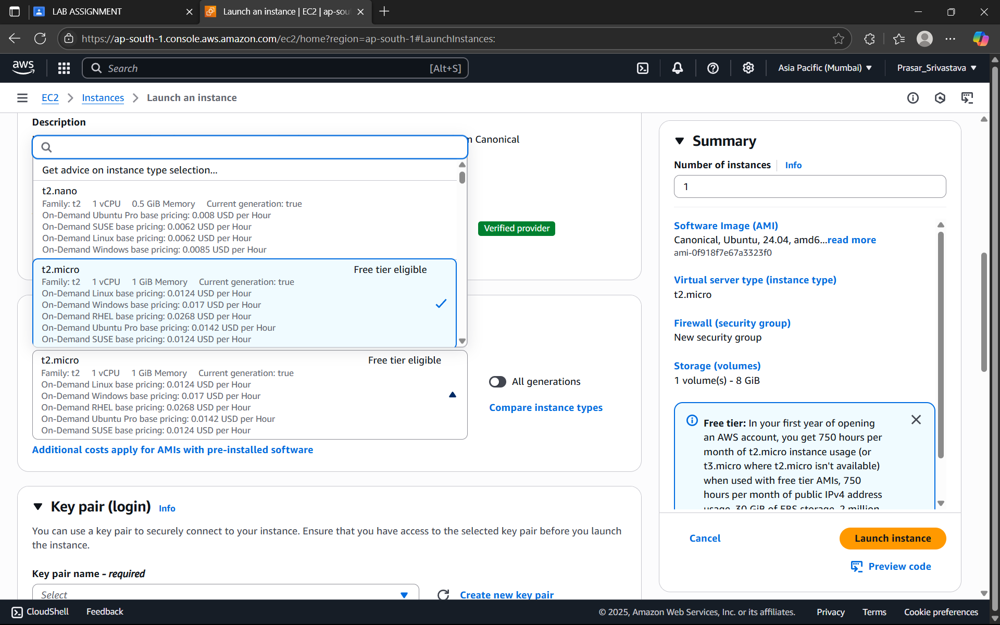 LAB ASSIGNMENT
Launch an instance | EC2 | ap-sou
https://ap-south-1.console.aws.amazon.com/ec2/home?region=ap-south-1#LaunchInstances:
aws
Search
[Alt+S]
Asia Pacific (Mumbai)
Prasar_Srivastava
EC2
Instances
Launch an instance
Description
n Canonical
Get advice on instance type selection...
t2.nano
Family: t2 1 vCPU 0.5 GiB Memory Current generation: true
On-Demand Ubuntu Pro base pricing: 0.008 USD per Hour
On-Demand SUSE base pricing: 0.0062 USD per Hour
On-Demand Linux base pricing: 0.0062 USD per Hour
On-Demand Windows base pricing: 0.0085 USD per Hour
Verified provider
t2.micro Free tier eligible
Family: t2 1 vCPU 1 GiB Memory Current generation: true
On-Demand Linux base pricing: 0.0124 USD per Hour
On-Demand Windows base pricing: 0.017 USD per Hour
On-Demand RHEL base pricing: 0.0268 USD per Hour
On-Demand Ubuntu Pro base pricing: 0.0142 USD per Hour
On-Demand SUSE base pricing: 0.0124 USD per Hour
t2.micro Free tier eligible
Family: t2 1 vCPU 1 GiB Memory Current generation: true
On-Demand Linux base pricing: 0.0124 USD per Hour
On-Demand Windows base pricing: 0.017 USD per Hour
On-Demand RHEL base pricing: 0.0268 USD per Hour
On-Demand Ubuntu Pro base pricing: 0.0142 USD per Hour
On-Demand SUSE base pricing: 0.0124 USD per Hour
All generations
Compare instance types
Additional costs apply for AMIs with pre-installed software
Key pair (login) Info
You can use a key pair to securely connect to your instance. Ensure that you have access to the selected key pair before you launch
the instance.
Key pair name - required
Select
Create new key pair
Summary
Number of instances Info
1
Software Image (AMI)
Canonical, Ubuntu, 24.04, amd6...read more
ami-0f918f7e67a3323f0
Virtual server type (instance type)
t2.micro
Firewall (security group)
New security group
Storage (volumes)
1 volume(s) - 8 GiB
Free tier: In your first year of opening
an AWS account, you get 750 hours per
month of t2.micro instance usage (or
t3.micro where t2.micro isn't available)
when used with free tier AMIs, 750
hours per month of public IPv4 address
usage, 30 GiB of EBS storage, 2 million
Cancel
Launch instance
Preview code
CloudShell
Feedback
© 2025, Amazon Web Services, Inc. or its affiliates.
Privacy
Terms
Cookie preferences